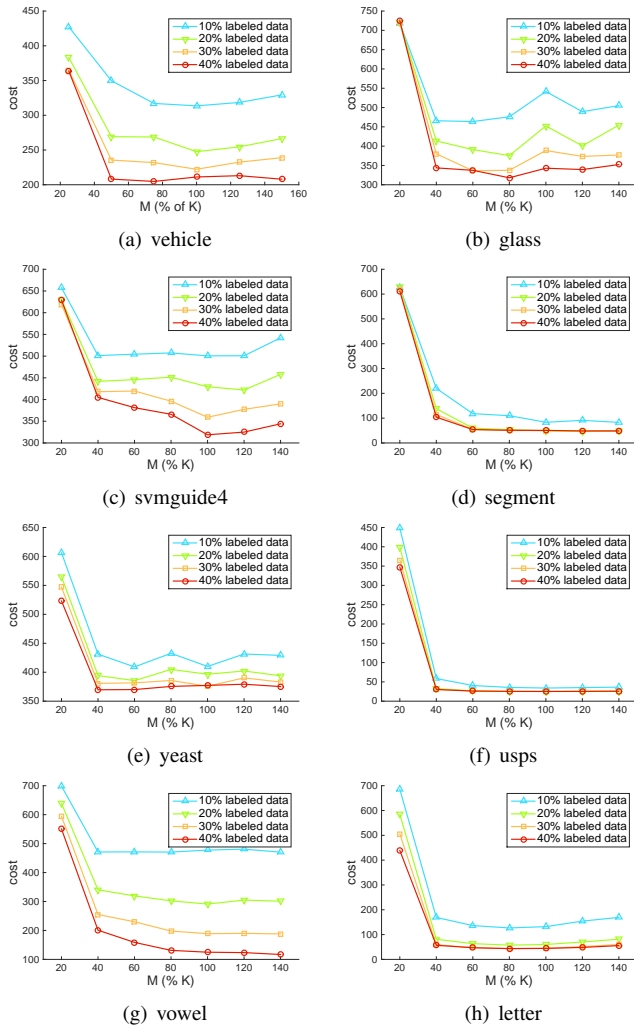 450
400
350
300
250
200
cost
20 40 60 80 100 120 140 160
M (% of K)
10% labeled data
20% labeled data
30% labeled data
40% labeled data
(a) vehicle
750
700
650
600
550
500
450
400
350
300
cost
20 40 60 80 100 120 140
M (% K)
10% labeled data
20% labeled data
30% labeled data
40% labeled data
(b) glass
700
650
600
550
500
450
400
350
300
cost
20 40 60 80 100 120 140
M (% K)
10% labeled data
20% labeled data
30% labeled data
40% labeled data
(c) svmguide4
700
600
500
400
300
200
100
0
cost
20 40 60 80 100 120 140
M (% K)
10% labeled data
20% labeled data
30% labeled data
40% labeled data
(d) segment
650
600
550
500
450
400
350
cost
20 40 60 80 100 120 140
M (% K)
10% labeled data
20% labeled data
30% labeled data
40% labeled data
(e) yeast
450
400
350
300
250
200
150
100
50
0
cost
20 40 60 80 100 120 140
M (% K)
10% labeled data
20% labeled data
30% labeled data
40% labeled data
(f) usps
700
600
500
400
300
200
100
cost
20 40 60 80 100 120 140
M (% K)
10% labeled data
20% labeled data
30% labeled data
40% labeled data
(g) vowel
700
600
500
400
300
200
100
0
cost
20 40 60 80 100 120 140
M (% K)
10% labeled data
20% labeled data
30% labeled data
40% labeled data
(h) letter